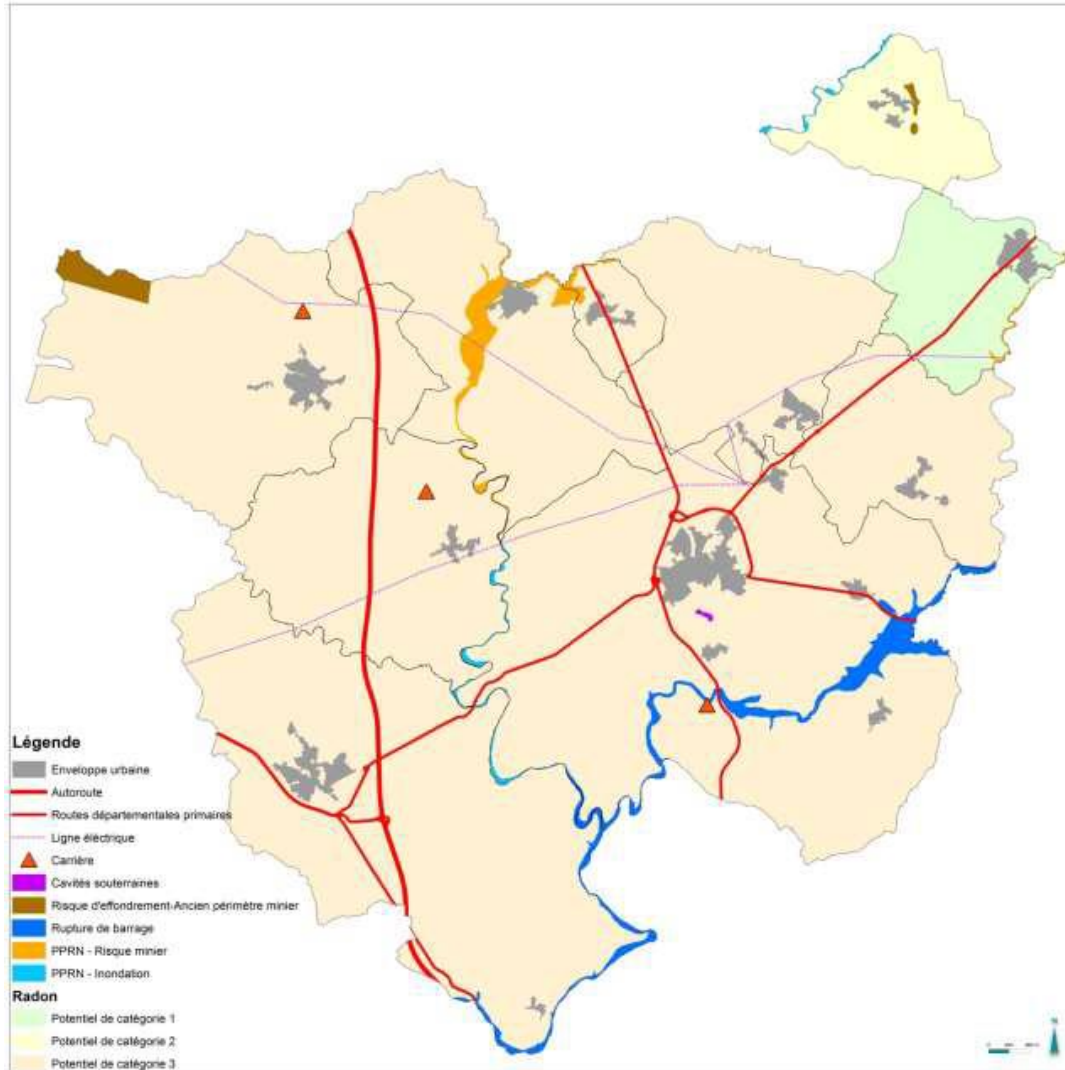 Légende
Enveloppe urbaine
Autoroute
Routes départementales primaires
Ligne éléctrique
Carrière
Cavités souterraines
Risque d'effondrement-Ancien périmètre minier
Rupture de barrage
PPRN - Risque minier
PPRN - Inondation
Radon
Potentiel de catégorie 1
Potentiel de catégorie 2
Potentiel de catégorie 3